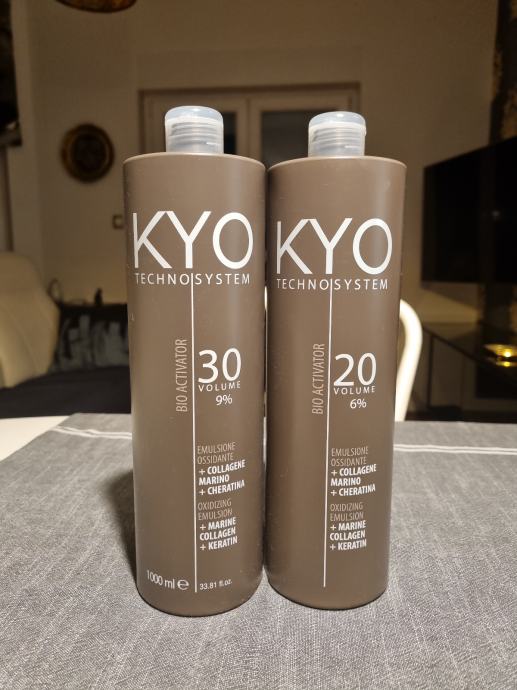 KYO
TECHNO SYSTEM
BIO ACTIVATOR
30
VOLUME
9%
EMULSIONE
OSSIDANTE
+ COLLAGENE
MARINO
+ CHERATINA
OXIDIZING
EMULSION
+ MARINE
COLLAGEN
+ KERATIN
1000 ml ℮
33.81 fl. oz.
KYO
TECHNO SYSTEM
BIO ACTIVATOR
20
VOLUME
6%
EMULSIONE
OSSIDANTE
+ COLLAGENE
MARINO
+ CHERATINA
OXIDIZING
EMULSION
+ MARINE
COLLAGEN
+ KERATIN